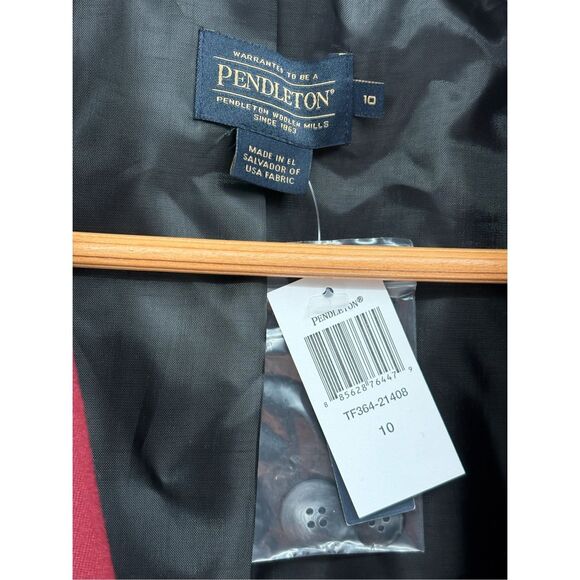 WARRANTED TO BE A
PENDLETON®
PENDLETON WOOLEN MILLS
SINCE 1863
10
MADE IN EL
SALVADOR OF
USA FABRIC
PENDLETON®
8 85628 76447 9
TF364-21408
10